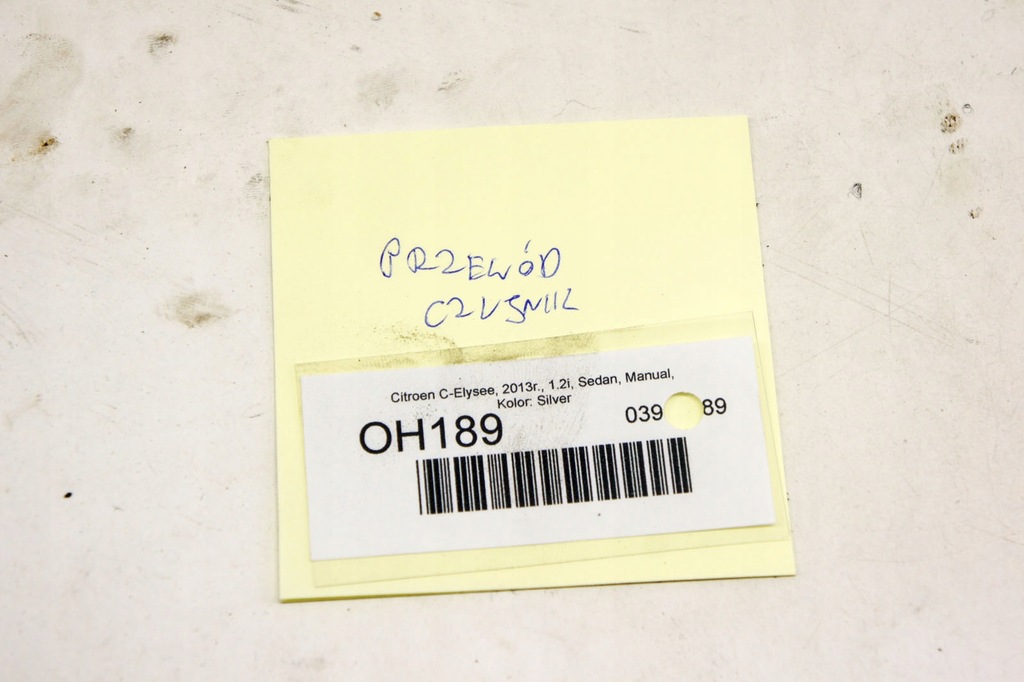 PRZEWÓD
CZUJNIK
Citroen C-Elysee, 2013r., 1.2i, Sedan, Manual,
Kolor: Silver
OH189
039 89